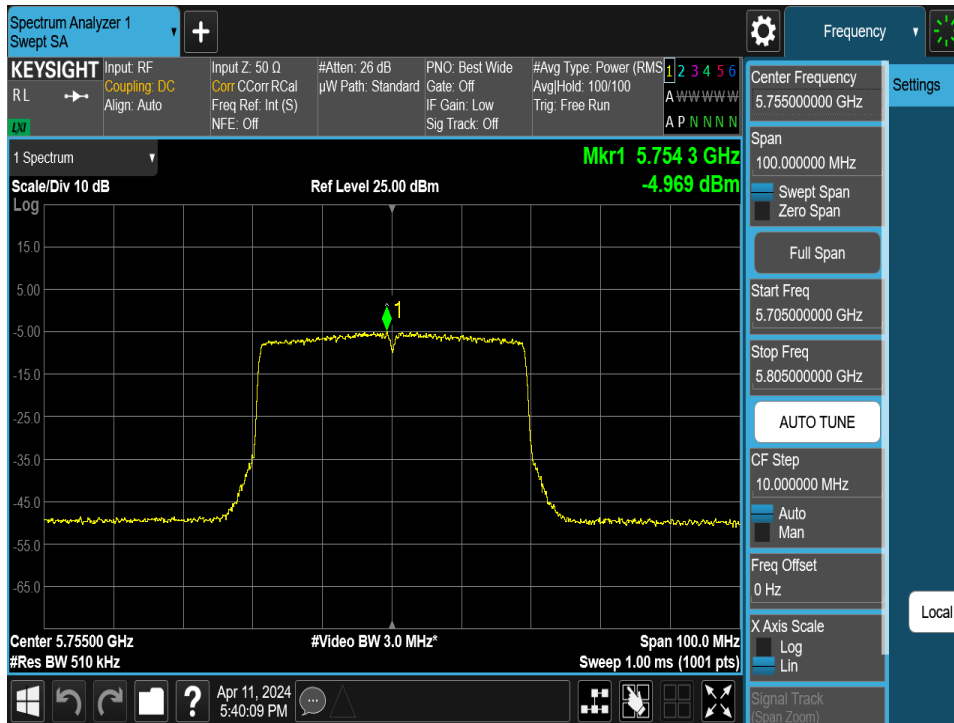 Spectrum Analyzer 1
Swept SA
+
Frequency
KEYSIGHT
R L
LXI
Input: RF
Coupling: DC
Align: Auto
Input Z: 50 Ω
Corr CCorr RCal
Freq Ref: Int (S)
NFE: Off
#Atten: 26 dB
µW Path: Standard
PNO: Best Wide
Gate: Off
IF Gain: Low
Sig Track: Off
#Avg Type: Power (RMS
Avg|Hold: 100/100
Trig: Free Run
1 2 3 4 5 6
A W W W W W
A P N N N N
1 Spectrum
Mkr1 5.754 3 GHz
-4.969 dBm
Scale/Div 10 dB
Ref Level 25.00 dBm
Log
15.0
5.00
-5.00
-15.0
-25.0
-35.0
-45.0
-55.0
-65.0
1
Center 5.75500 GHz
#Video BW 3.0 MHz*
Span 100.0 MHz
#Res BW 510 kHz
Sweep 1.00 ms (1001 pts)
Center Frequency
5.755000000 GHz
Span
100.000000 MHz
Swept Span
Zero Span
Full Span
Start Freq
5.705000000 GHz
Stop Freq
5.805000000 GHz
AUTO TUNE
CF Step
10.000000 MHz
Auto
Man
Freq Offset
0 Hz
X Axis Scale
Log
Lin
Signal Track
(Span Zoom)
Settings
Local
?
Apr 11, 2024
5:40:09 PM